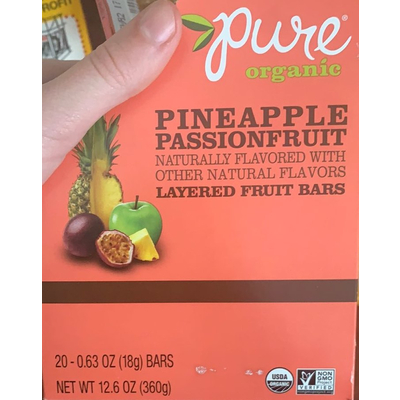 pure®
organic
PINEAPPLE
PASSIONFRUIT
NATURALLY FLAVORED WITH
OTHER NATURAL FLAVORS
LAYERED FRUIT BARS
20 - 0.63 OZ (18g) BARS
NET WT 12.6 OZ (360g)
USDA
ORGANIC
NON
GMO
Project
VERIFIED